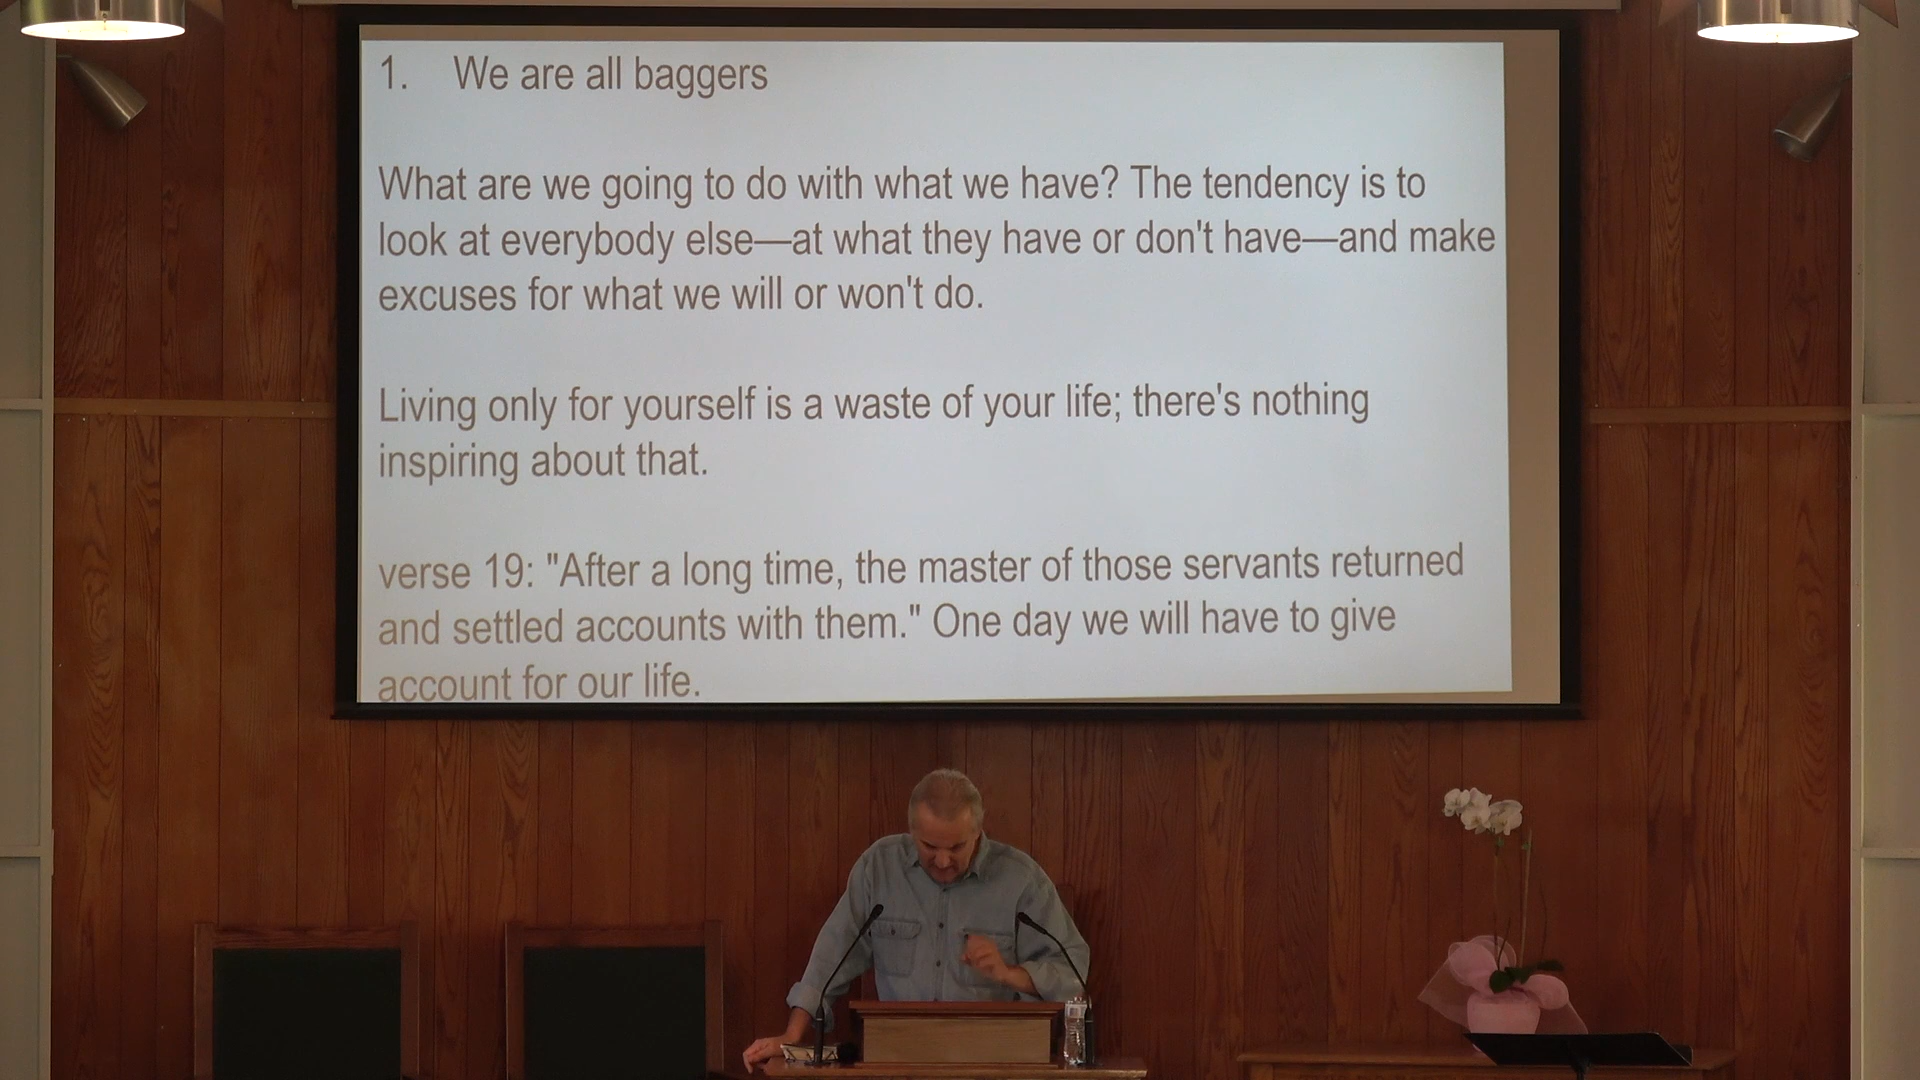 1. We are all baggers
What are we going to do with what we have? The tendency is to
look at everybody else—at what they have or don't have—and make
excuses for what we will or won't do.
Living only for yourself is a waste of your life; there's nothing
inspiring about that.
verse 19: "After a long time, the master of those servants returned
and settled accounts with them." One day we will have to give
account for our life.